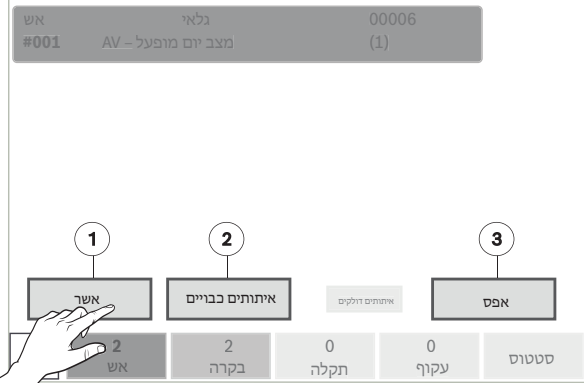 אש גלאי 00006
#001 מצב יום מופעל – AV (1)
1 2 3
אשר איתותים כבויים איתותים דולקים אפס
2 2 0 0
אש בקרה תקלה עקוף סטטוס